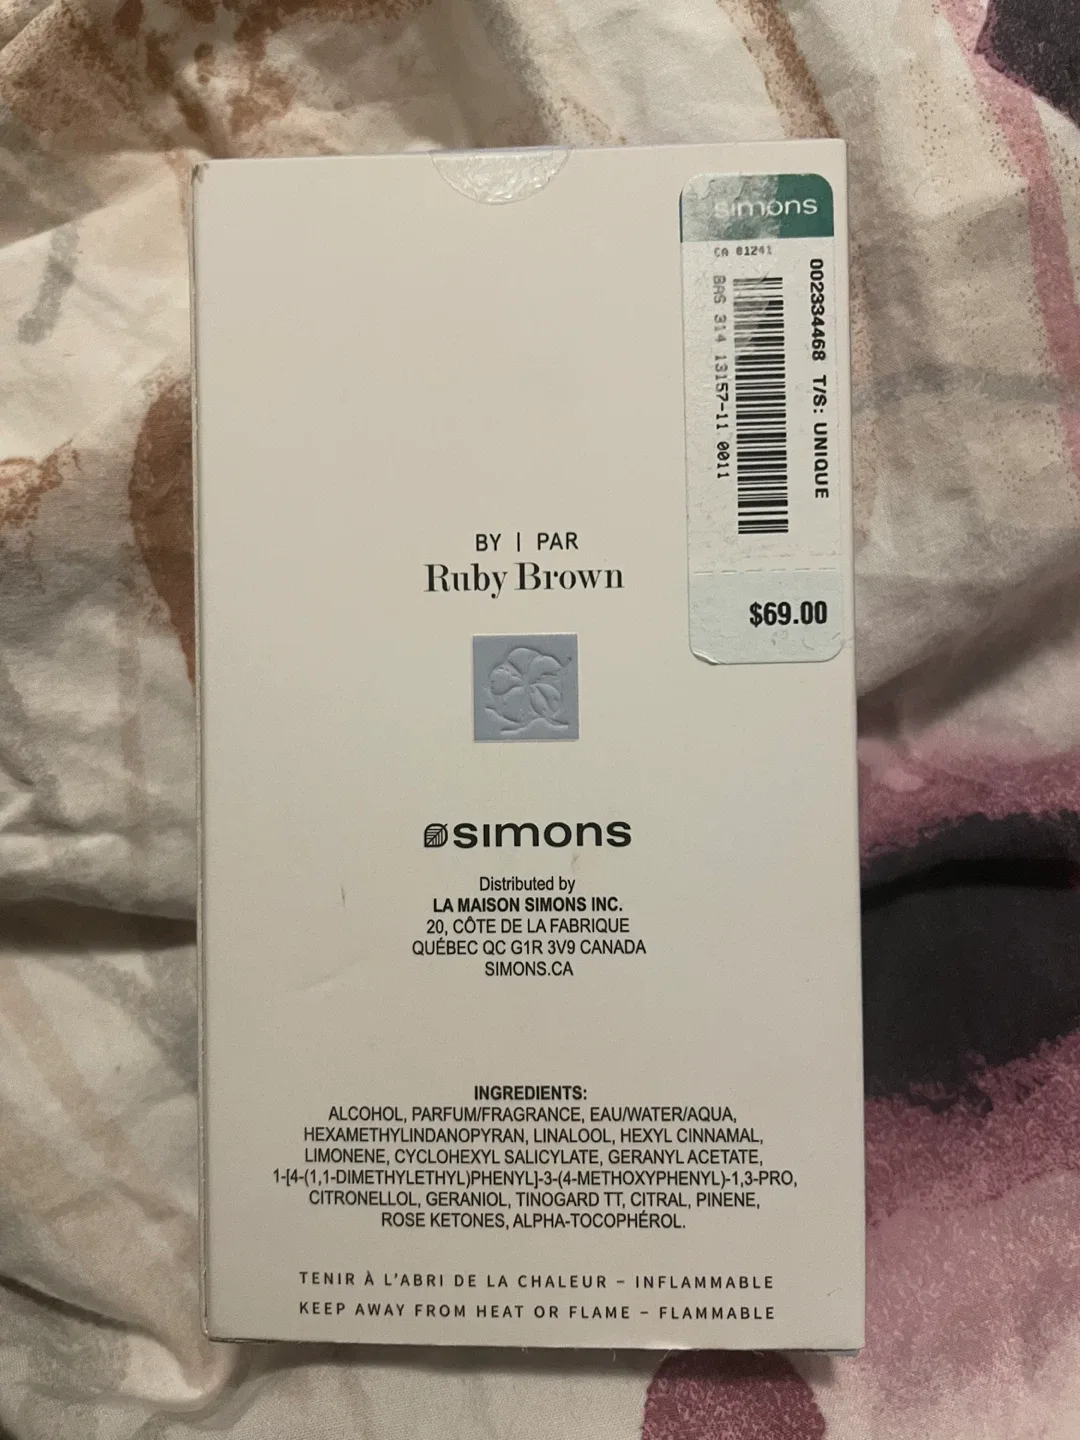 simons
CA 01241
002334468 T/S: UNIQUE
BAS 314 13157-11 0011
$69.00
BY | PAR
Ruby Brown
simons
Distributed by
LA MAISON SIMONS INC.
20, CÔTE DE LA FABRIQUE
QUÉBEC QC G1R 3V9 CANADA
SIMONS.CA
INGREDIENTS:
ALCOHOL, PARFUM/FRAGRANCE, EAU/WATER/AQUA,
HEXAMETHYLINDANOPYRAN, LINALOOL, HEXYL CINNAMAL,
LIMONENE, CYCLOHEXYL SALICYLATE, GERANYL ACETATE,
1-[4-(1,1-DIMETHYLETHYL)PHENYL]-3-(4-METHOXYPHENYL)-1,3-PRO,
CITRONELLOL, GERANIOL, TINOGARD TT, CITRAL, PINENE,
ROSE KETONES, ALPHA-TOCOPHÉROL.
TENIR À L'ABRI DE LA CHALEUR – INFLAMMABLE
KEEP AWAY FROM HEAT OR FLAME – FLAMMABLE